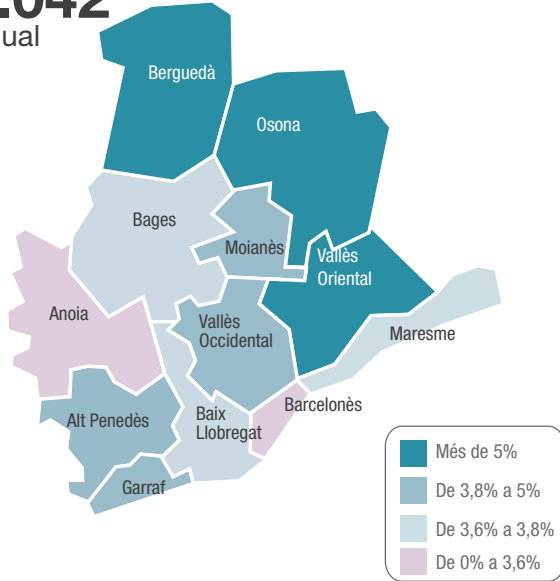 .042
Berguedà
Osona
Bages
Moianès
Vallès
Oriental
Anoia
Vallès
Occidental
Maresme
Barcelonès
Alt Penedès
Baix
Llobregat
Garraf
Més de 5%
De 3,8% a 5%
De 3,6% a 3,8%
De 0% a 3,6%